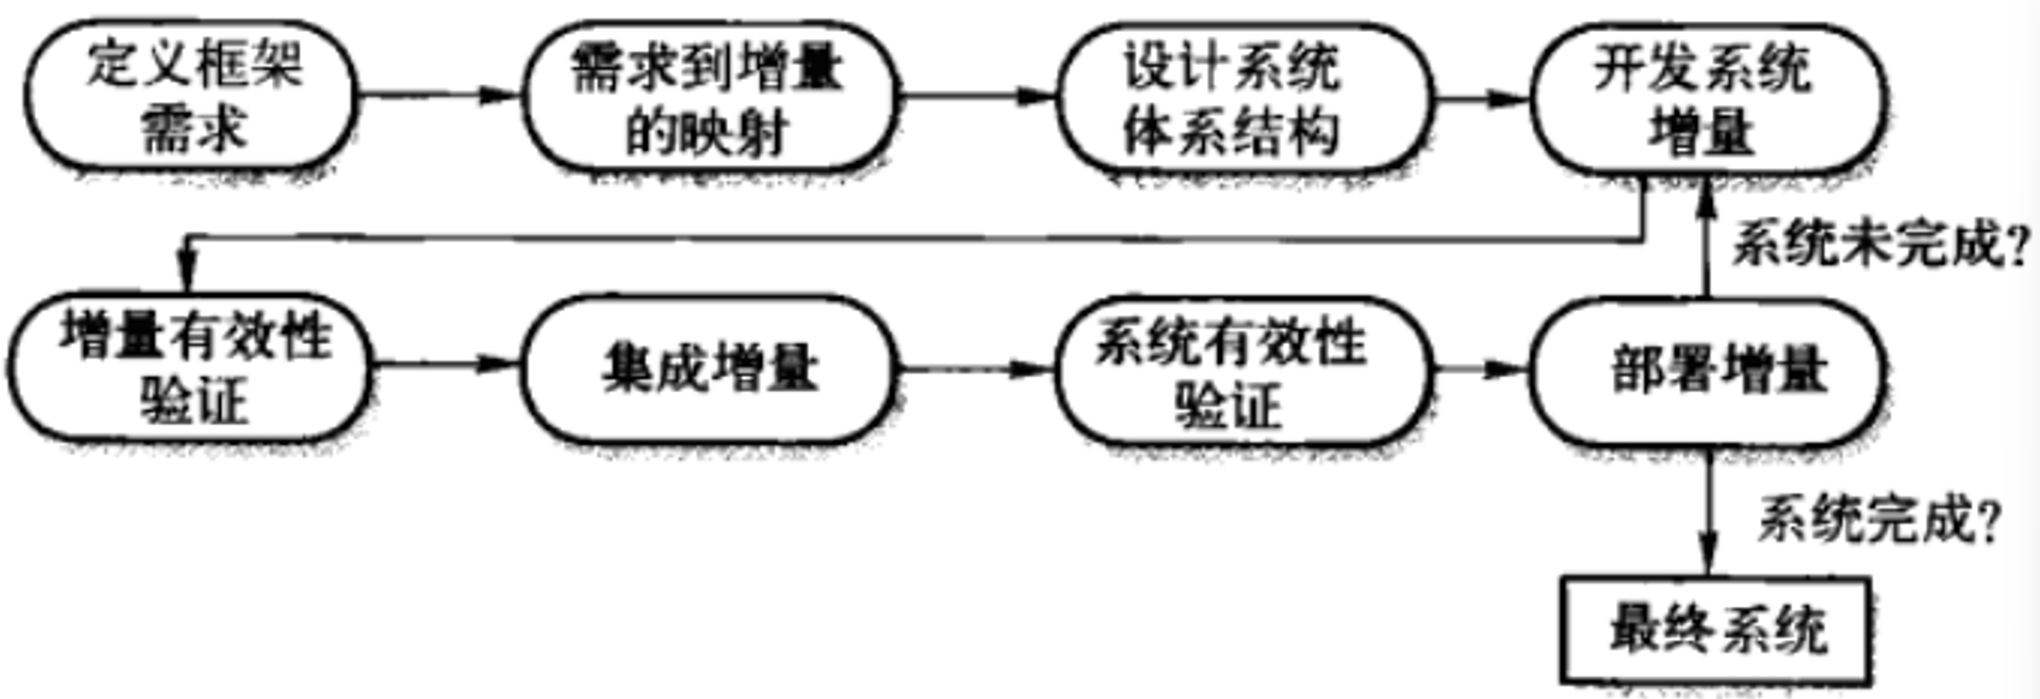 定义框架
需求
需求到增量
的映射
设计系统
体系结构
开发系统
增量
系统未完成?
增量有效性
验证
集成增量
系统有效性
验证
部署增量
系统完成?
最终系统